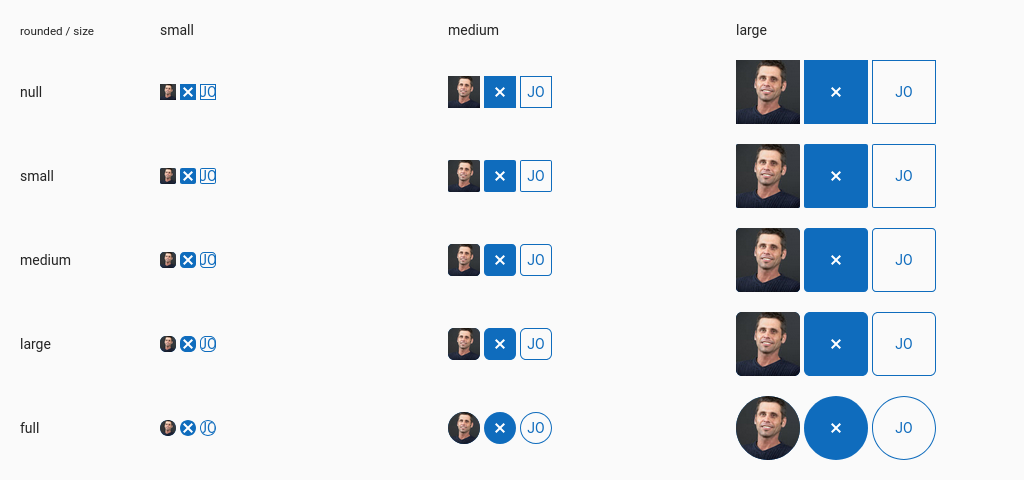 rounded / size small medium large
null JO JO JO
small JO JO JO
medium JO JO JO
large JO JO JO
full JO JO JO